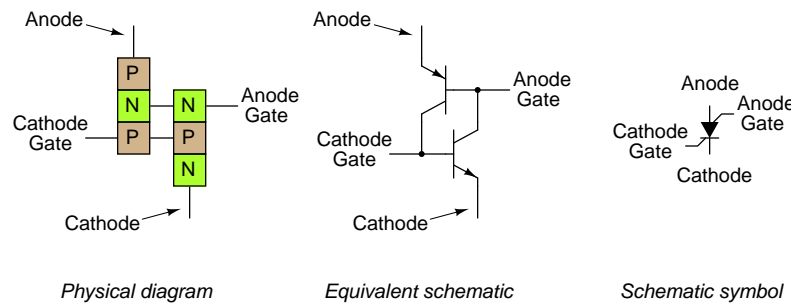 Anode
P
N
N
Anode
Gate
Cathode
Gate
P
P
N
Cathode
Physical diagram
Anode
Anode
Gate
Cathode
Gate
Cathode
Equivalent schematic
Anode
Anode
Gate
Cathode
Gate
Cathode
Schematic symbol